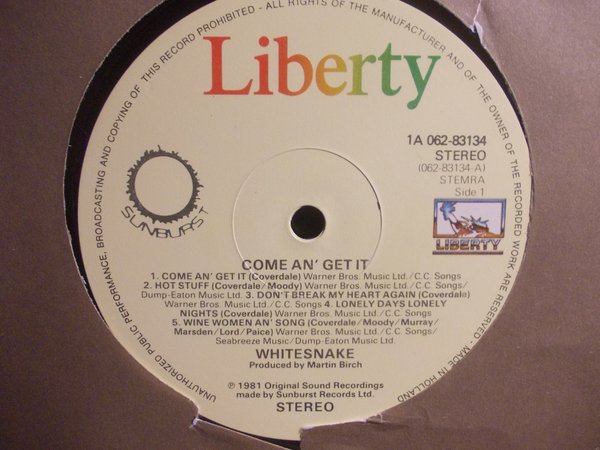 UNAUTHORIZED PUBLIC PERFORMANCE, BROADCASTING AND COPYING OF THIS RECORD PROHIBITED - ALL RIGHTS OF THE MANUFACTURER AND OF THE OWNER OF THE RECORDED WORK ARE RESERVED - MADE IN HOLLAND
Liberty
1A 062-83134
STEREO
(062-83134-A)
STEMRA
Side 1
SUNBURST
LIBERTY
COME AN' GET IT
1. COME AN' GET IT (Coverdale) Warner Bros. Music Ltd./C.C. Songs
2. HOT STUFF (Coverdale/Moody) Warner Bros. Music Ltd./C.C. Songs/
Dump-Eaton Music Ltd. 3. DON'T BREAK MY HEART AGAIN (Coverdale)
Warner Bros. Music Ltd./C.C. Songs 4. LONELY DAYS LONELY
NIGHTS (Coverdale) Warner Bros. Music Ltd./C.C. Songs
5. WINE WOMEN AN' SONG (Coverdale/Moody/Murray/
Marsden/Lord/Paice) Warner Bros. Music Ltd./C.C. Songs/
Seabreeze Music/Dump-Eaton Music Ltd.
WHITESNAKE
Produced by Martin Birch
℗ 1981 Original Sound Recordings
made by Sunburst Records Ltd.
STEREO